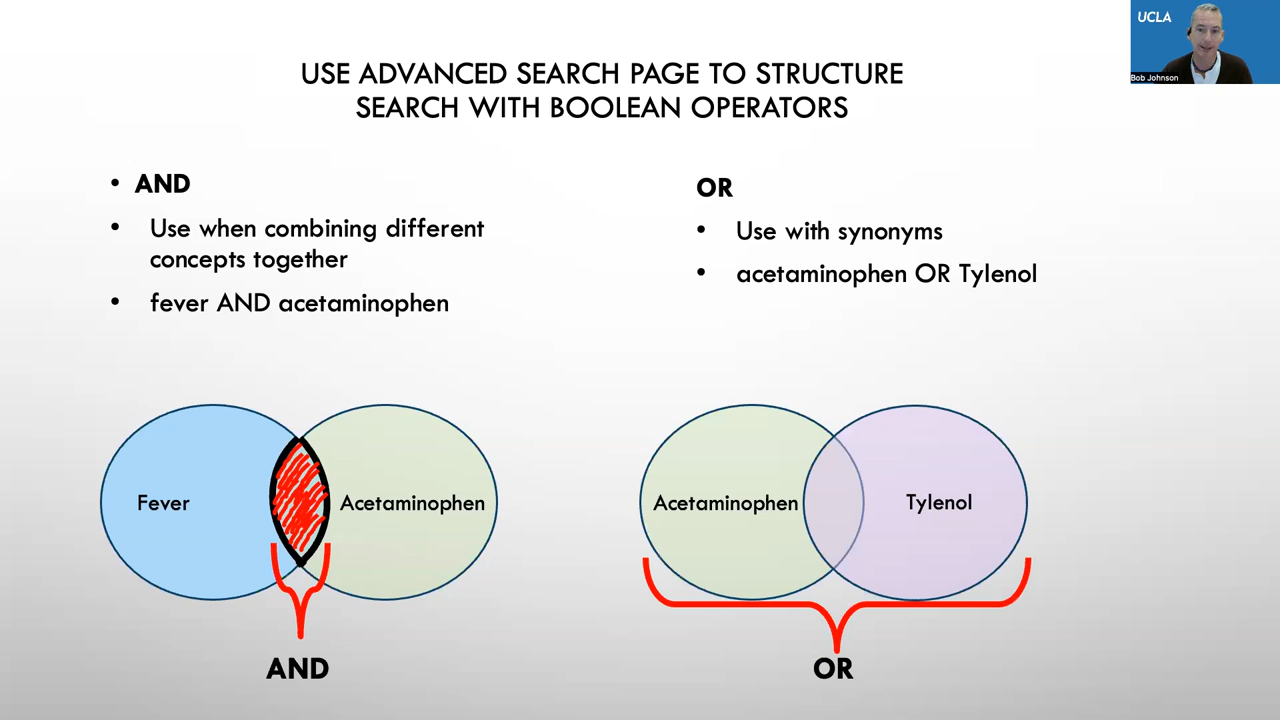 UCLA
Bob Johnson
USE ADVANCED SEARCH PAGE TO STRUCTURE
SEARCH WITH BOOLEAN OPERATORS
• AND
• Use when combining different
concepts together
• fever AND acetaminophen
OR
• Use with synonyms
• acetaminophen OR Tylenol
Fever
Acetaminophen
AND
Acetaminophen
Tylenol
OR